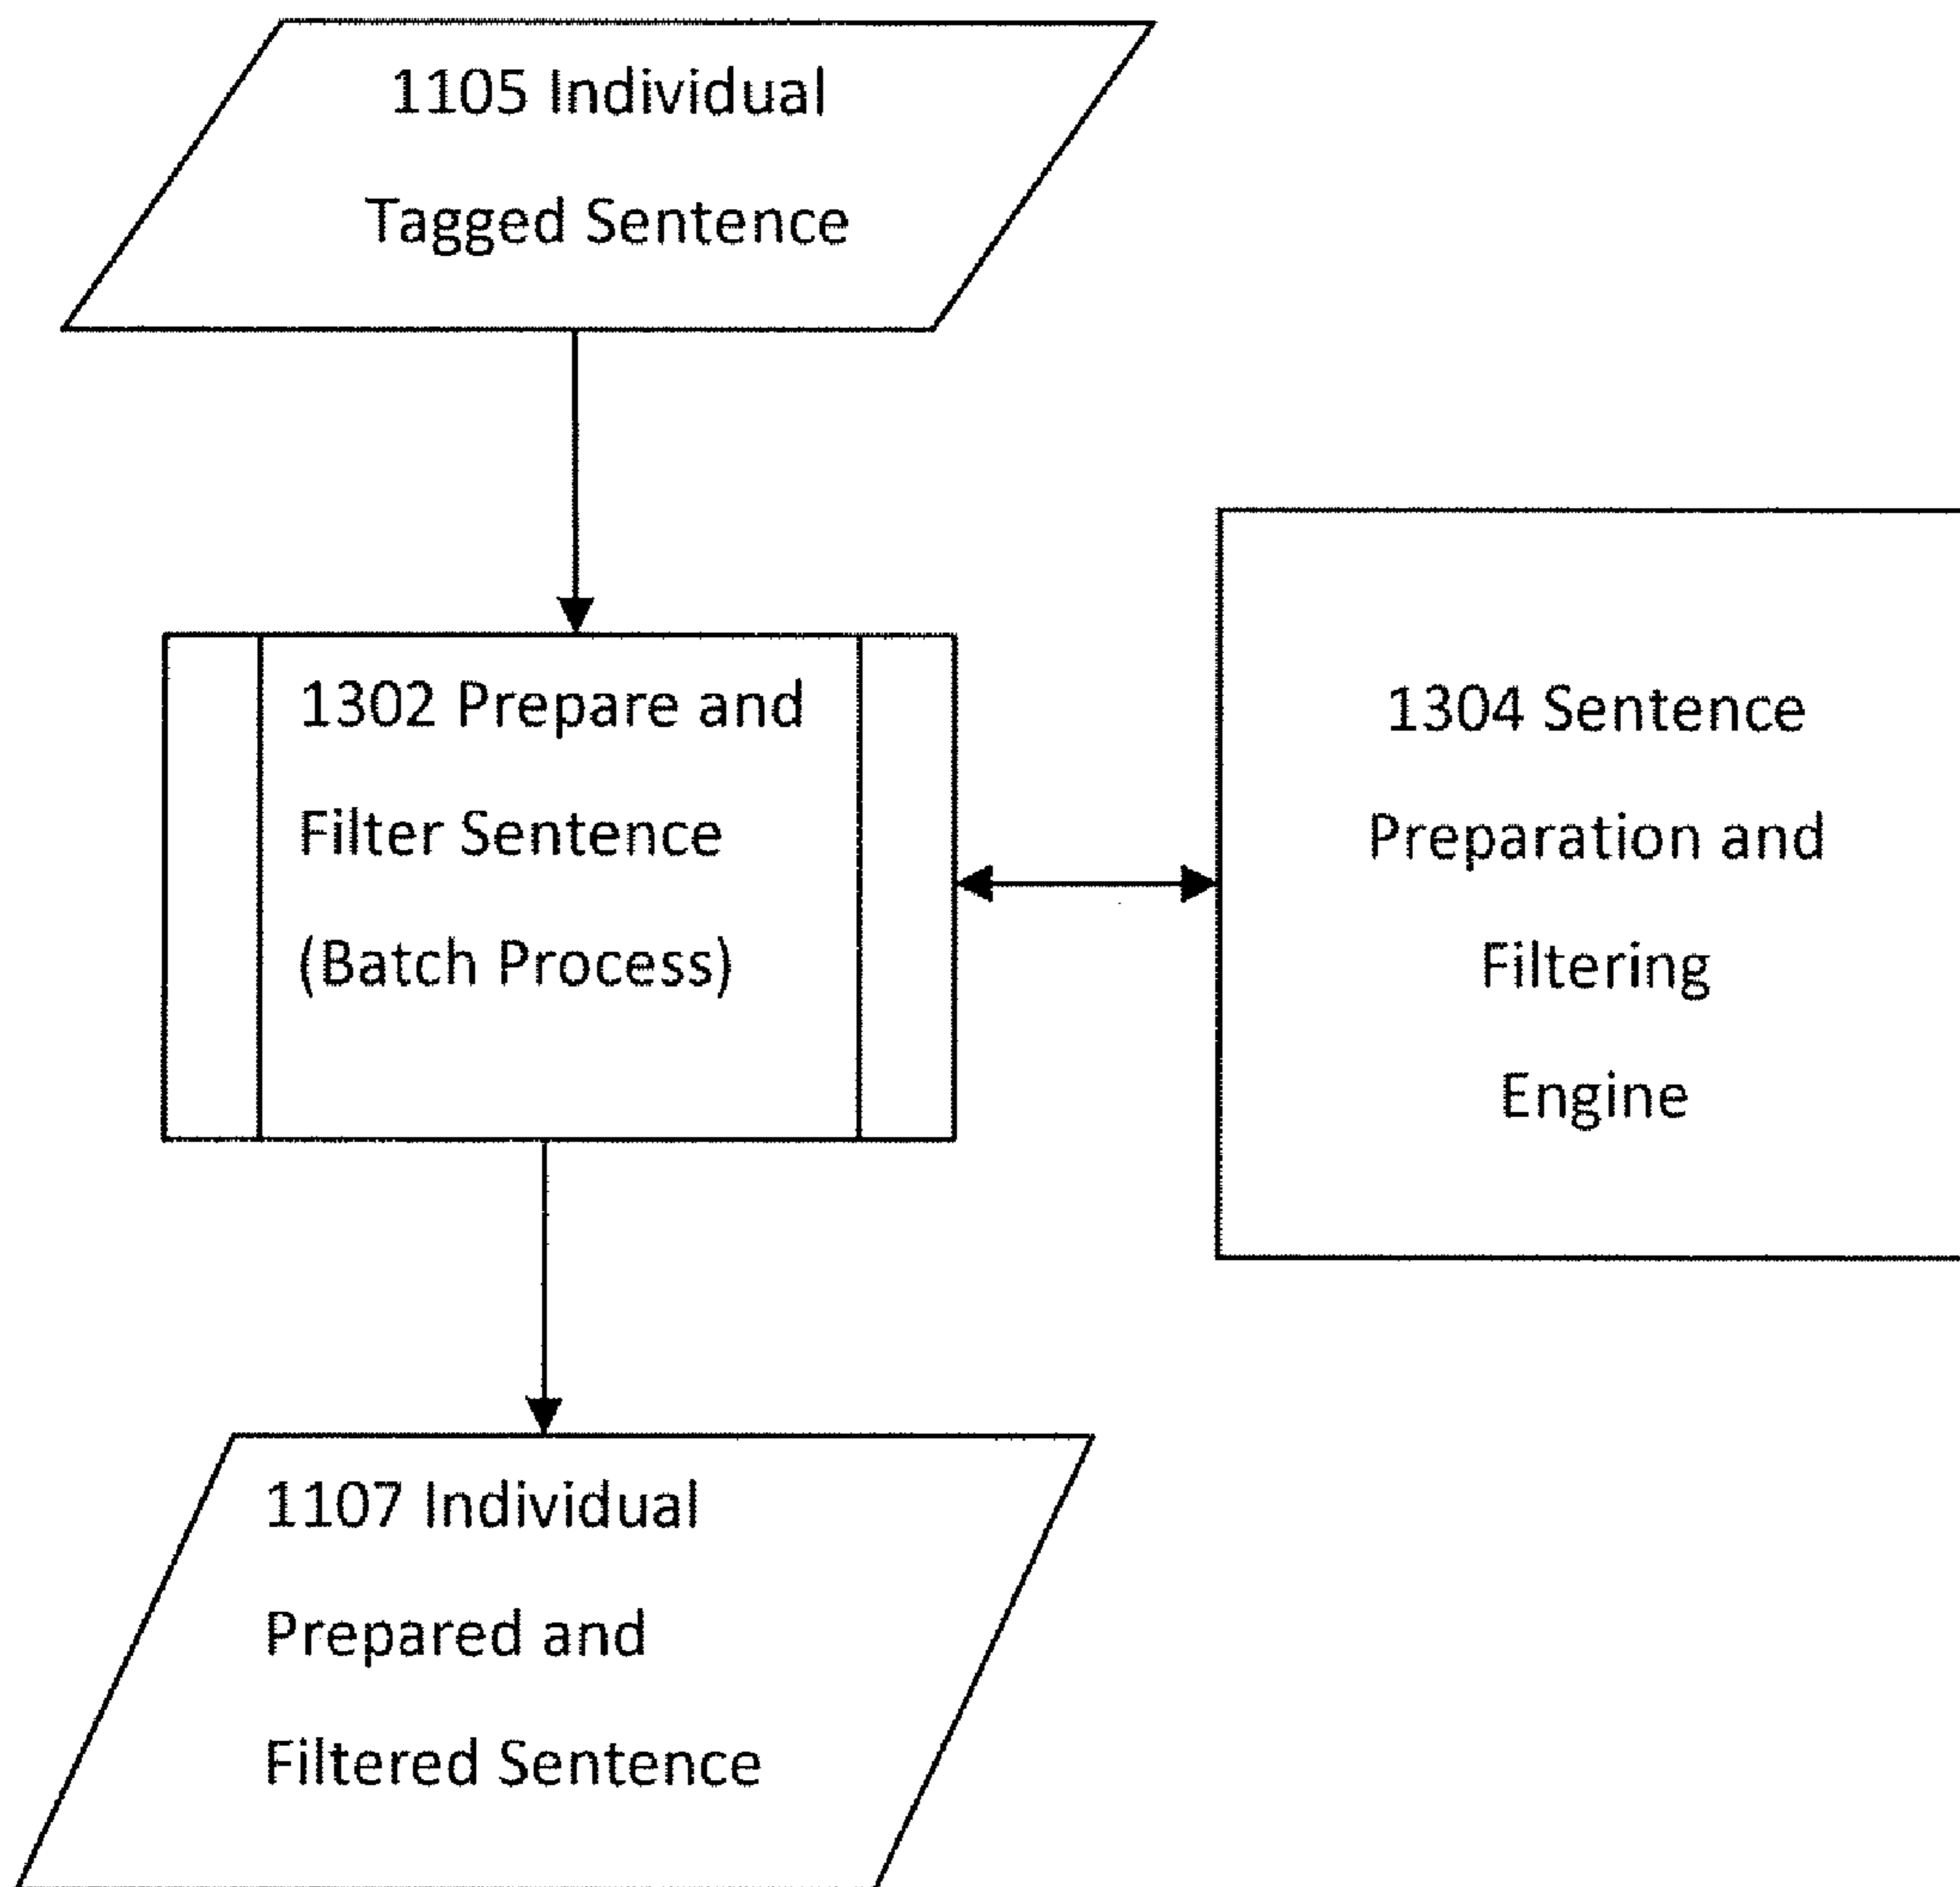 1105 Individual
Tagged Sentence
1302 Prepare and
Filter Sentence
(Batch Process)
1304 Sentence
Preparation and
Filtering
Engine
1107 Individual
Prepared and
Filtered Sentence